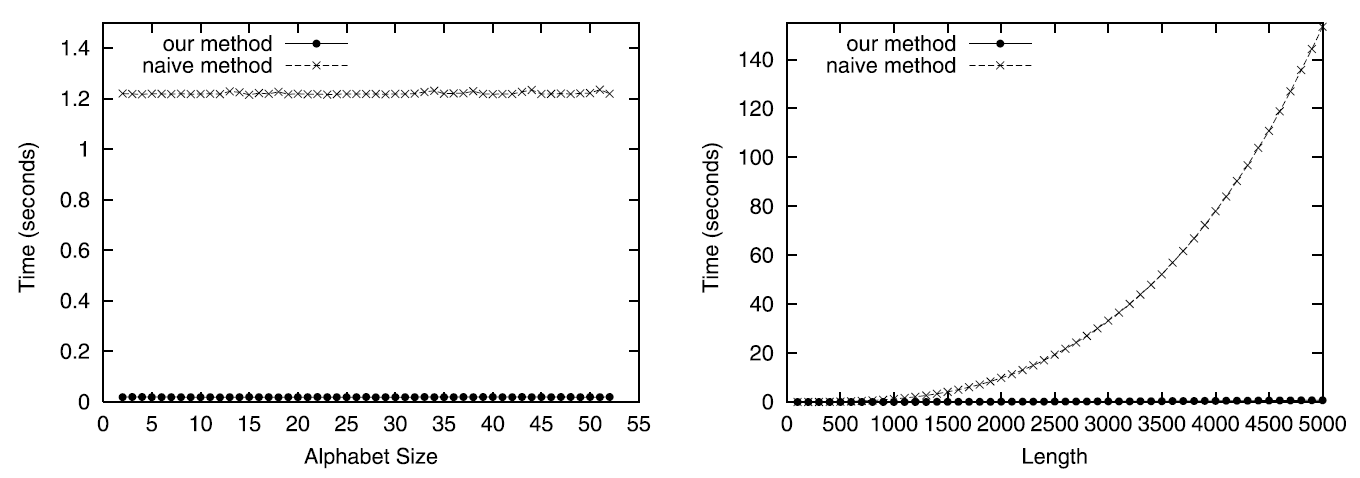 our method
naive method
1.4
1.2
1
0.8
0.6
0.4
0.2
0
Time (seconds)
0 5 10 15 20 25 30 35 40 45 50 55
Alphabet Size
our method
naive method
140
120
100
80
60
40
20
0
Time (seconds)
0 500 1000 1500 2000 2500 3000 3500 4000 4500 5000
Length